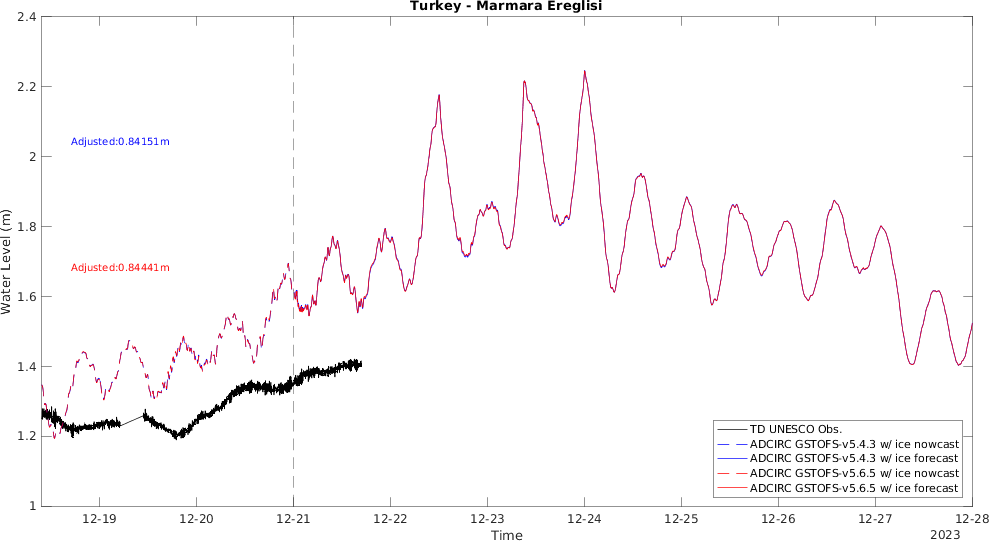 Turkey - Marmara Ereglisi
2.4
2.2
2
1.8
1.6
1.4
1.2
1
Water Level (m)
Adjusted:0.84151m
Adjusted:0.84441m
TD UNESCO Obs.
ADCIRC GSTOFS-v5.4.3 w/ ice nowcast
ADCIRC GSTOFS-v5.4.3 w/ ice forecast
ADCIRC GSTOFS-v5.6.5 w/ ice nowcast
ADCIRC GSTOFS-v5.6.5 w/ ice forecast
12-19 12-20 12-21 12-22 12-23 12-24 12-25 12-26 12-27 12-28
Time
2023